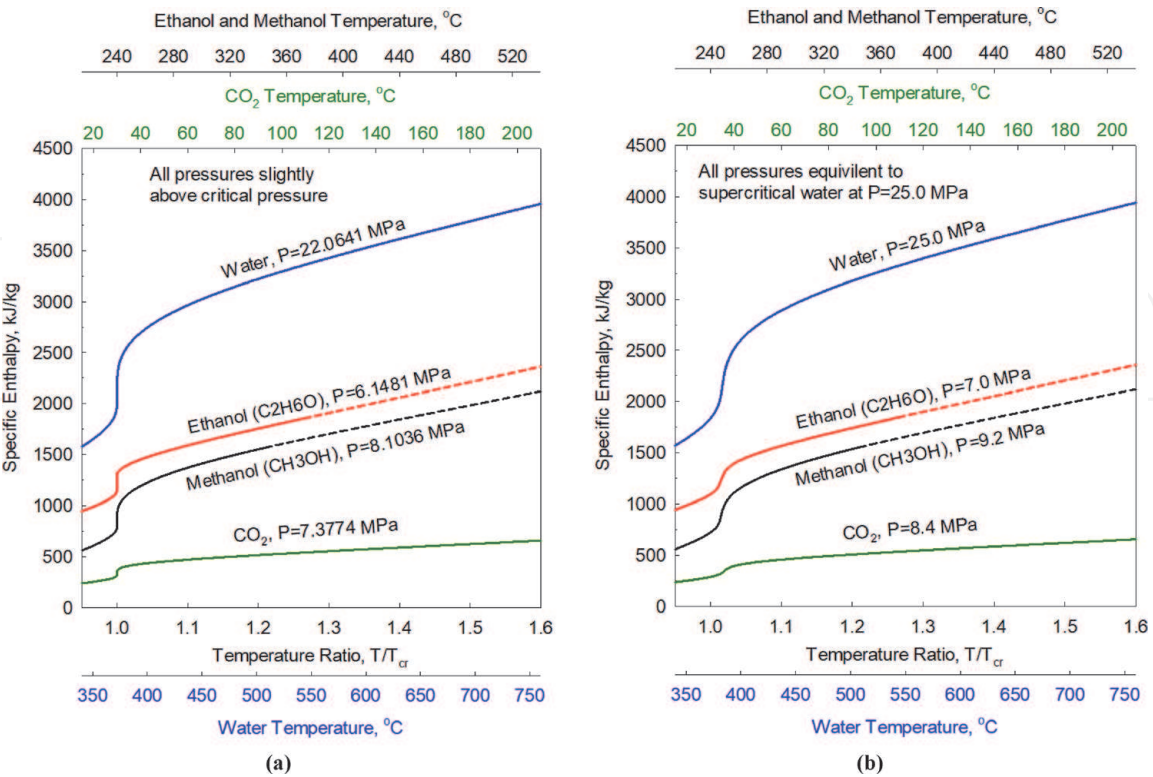 Ethanol and Methanol Temperature, °C
240 280 320 360 400 440 480 520
CO2 Temperature, °C
20 40 60 80 100 120 140 160 180 200
4500
4000
3500
3000
2500
2000
1500
1000
500
0
Specific Enthalpy, kJ/kg
All pressures slightly
above critical pressure
Water, P=22.0641 MPa
Ethanol (C2H6O), P=6.1481 MPa
Methanol (CH3OH), P=8.1036 MPa
CO2, P=7.3774 MPa
1.0 1.1 1.2 1.3 1.4 1.5 1.6
Temperature Ratio, T/Tcr
350 400 450 500 550 600 650 700 750
Water Temperature, °C
(a)
Ethanol and Methanol Temperature, °C
240 280 320 360 400 440 480 520
CO2 Temperature, °C
20 40 60 80 100 120 140 160 180 200
4500
4000
3500
3000
2500
2000
1500
1000
500
0
Specific Enthalpy, kJ/kg
All pressures equivilent to
supercritical water at P=25.0 MPa
Water, P=25.0 MPa
Ethanol (C2H6O), P=7.0 MPa
Methanol (CH3OH), P=9.2 MPa
CO2, P=8.4 MPa
1.0 1.1 1.2 1.3 1.4 1.5 1.6
Temperature Ratio, T/Tcr
350 400 450 500 550 600 650 700 750
Water Temperature, °C
(b)